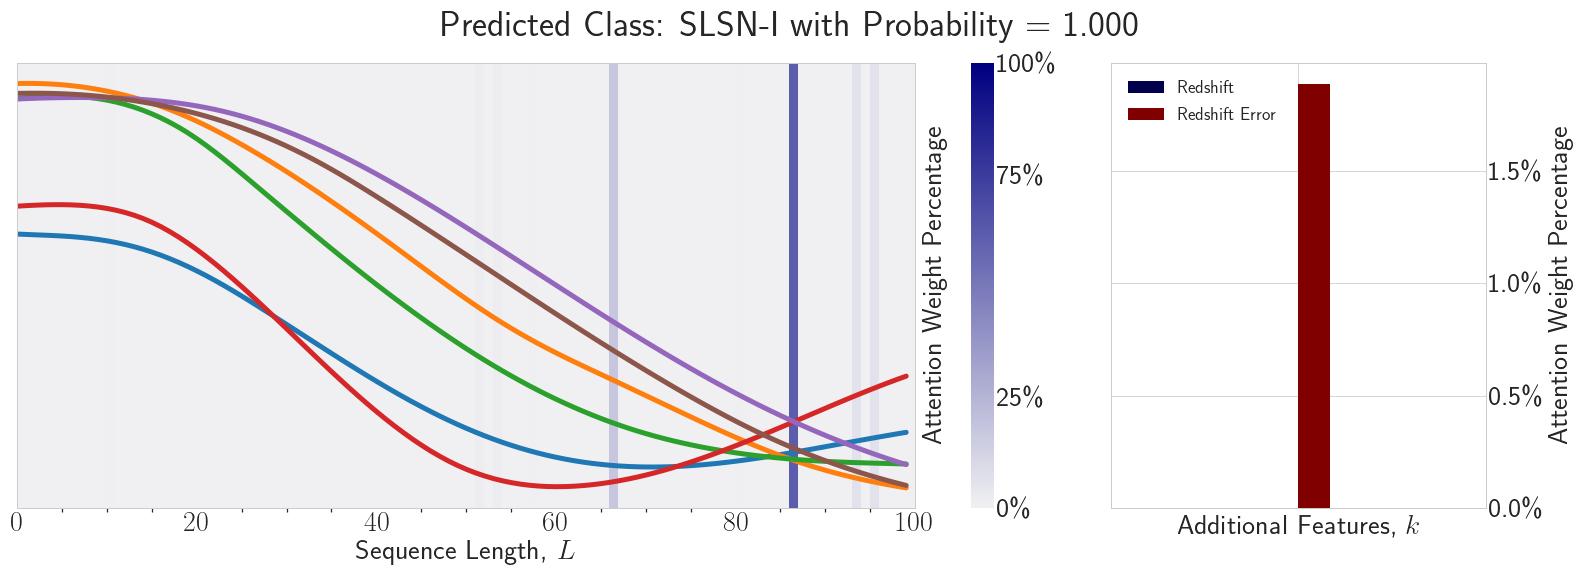 Predicted Class: SLSN-I with Probability = 1.000
0
20
40
60
80
100
Sequence Length, L
100%
75%
25%
0%
Attention Weight Percentage
Redshift
Redshift Error
1.5%
1.0%
0.5%
0.0%
Attention Weight Percentage
Additional Features, k